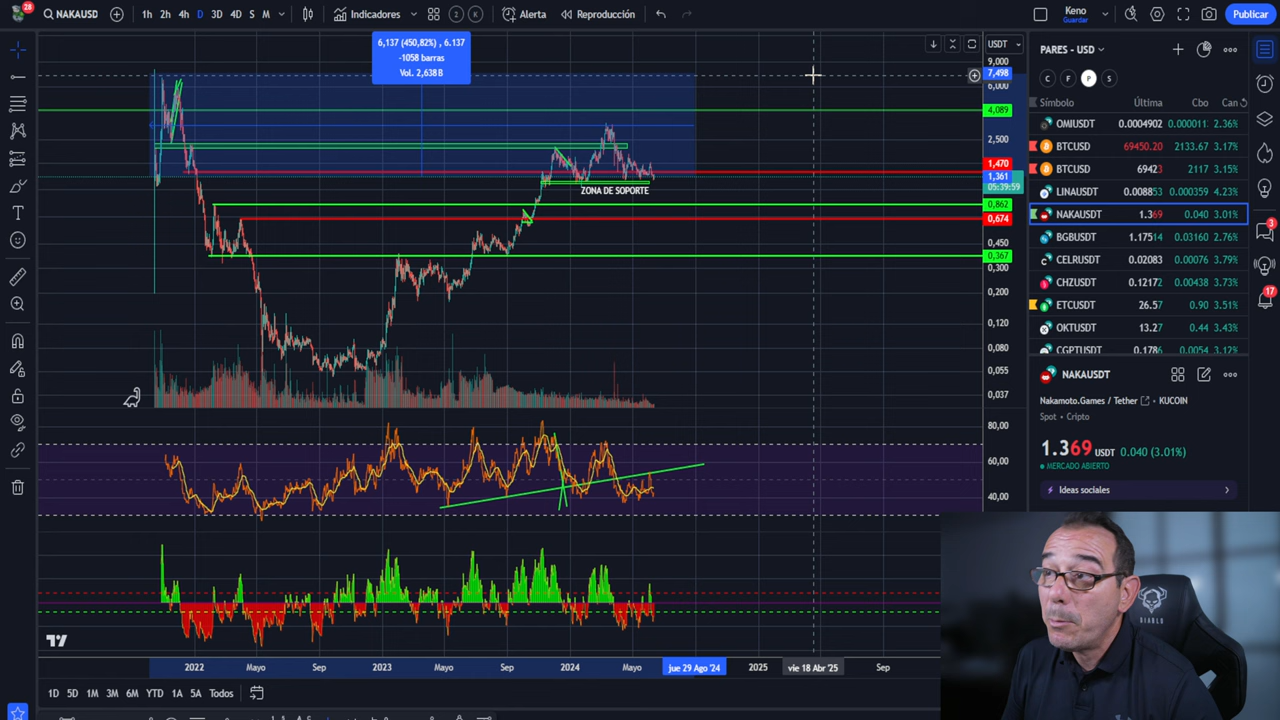 28
NAKAUSD
1h 2h 4h D 3D 4D S M
Indicadores
2
K
Alerta
Reproducción
Keno
Guardar
Publicar
6,137 (450,82%) , 6.137
-1058 barras
Vol. 2,638 B
USDT
9,000
7,498
6,000
4,089
2,500
1,470
1,361
05:39:59
0,862
0,674
0,450
0,367
0,300
0,200
0,120
0,080
0,055
0,037
80,00
60,00
40,00
ZONA DE SOPORTE
2022 Mayo Sep 2023 Mayo Sep 2024 Mayo jue 29 Ago '24 2025 vie 18 Abr '25 Sep
1D 5D 1M 3M 6M YTD 1A 5A Todos
PARES - USD
C F P S
Símbolo Última Cbo Can
OMIUSDT 0.0004902 0.000011 2.36%
BTCUSD 69450.20 2133.67 3.17%
BTCUSD 69423 2117 3.15%
LINAUSDT 0.008853 0.000359 4.23%
NAKAUSDT 1.369 0.040 3.01%
BGBUSDT 1.17514 0.03160 2.76%
CELRUSDT 0.02083 0.00076 3.79%
CHZUSDT 0.12172 0.00438 3.73%
ETCUSDT 26.57 0.90 3.51%
OKTUSDT 13.27 0.44 3.43%
CGPTUSDT 0.1786 0.0054 3.12%
NAKAUSDT
Nakamoto.Games / Tether KUCOIN
Spot • Cripto
1.369 USDT 0.040 (3.01%)
MERCADO ABIERTO
Ideas sociales
3
17
DIABLO